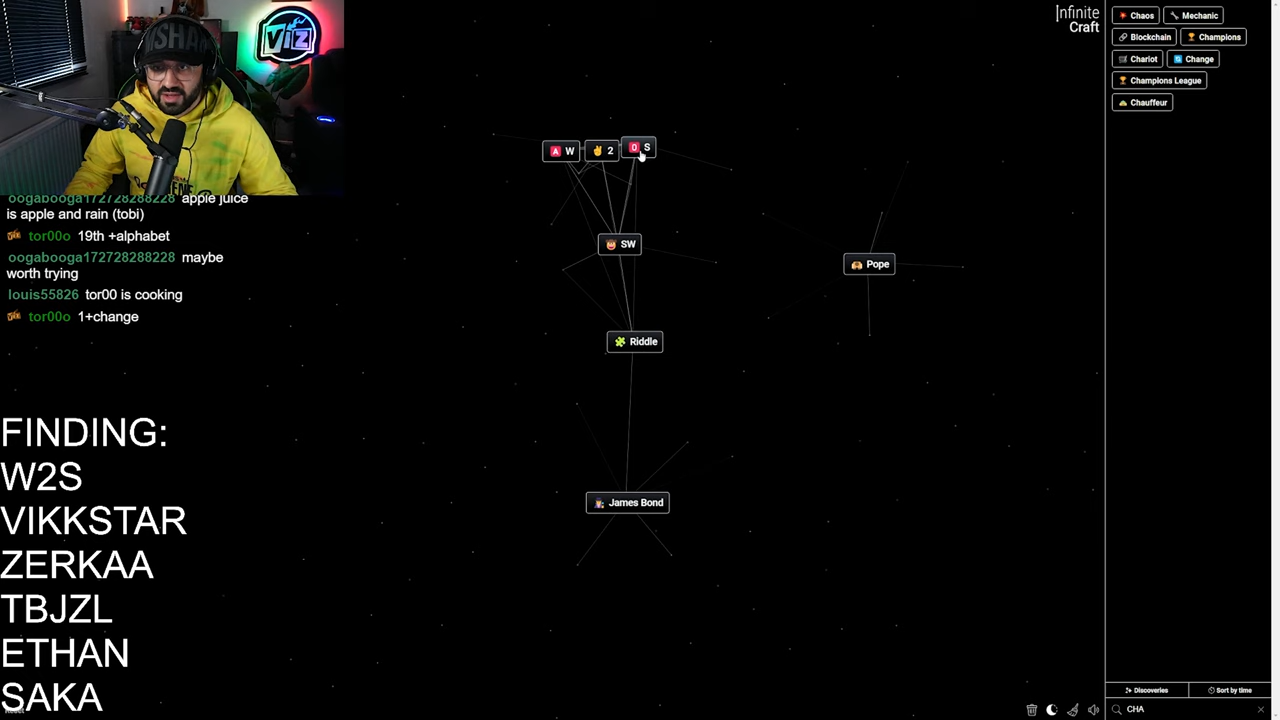 VIZ
oogabooga172728288228 apple juice
is apple and rain (tobi)
tor00o 19th +alphabet
oogabooga172728288228 maybe
worth trying
louis55826 tor00 is cooking
tor00o 1+change
FINDING:
W2S
VIKKSTAR
ZERKAA
TBJZL
ETHAN
SAKA
W
2
S
SW
Riddle
James Bond
Pope
Infinite
Craft
Chaos
Mechanic
Blockchain
Champions
Chariot
Change
Champions League
Chauffeur
Discoveries
Sort by time
CHA